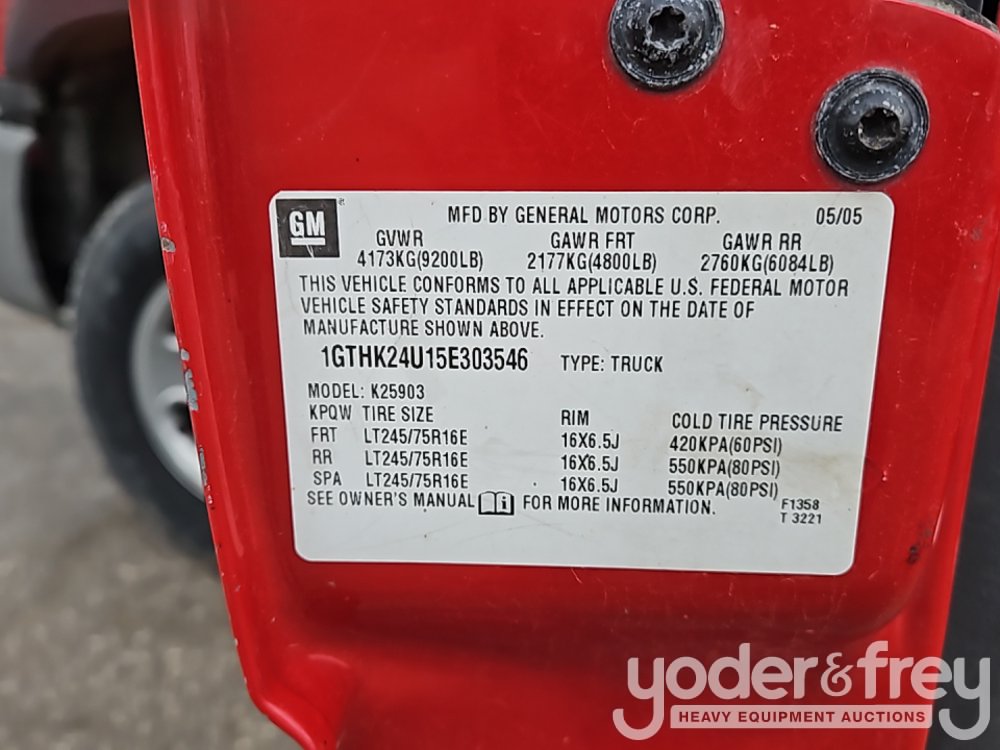 GM
MFD BY GENERAL MOTORS CORP. 05/05
GVWR GAWR FRT GAWR RR
4173KG(9200LB) 2177KG(4800LB) 2760KG(6084LB)
THIS VEHICLE CONFORMS TO ALL APPLICABLE U.S. FEDERAL MOTOR
VEHICLE SAFETY STANDARDS IN EFFECT ON THE DATE OF
MANUFACTURE SHOWN ABOVE.
1GTHK24U15E303546 TYPE: TRUCK
MODEL: K25903
KPQW TIRE SIZE RIM COLD TIRE PRESSURE
FRT LT245/75R16E 16X6.5J 420KPA(60PSI)
RR LT245/75R16E 16X6.5J 550KPA(80PSI)
SPA LT245/75R16E 16X6.5J 550KPA(80PSI)
SEE OWNER'S MANUAL FOR MORE INFORMATION.
F1358
T 3221
yoder&frey
HEAVY EQUIPMENT AUCTIONS